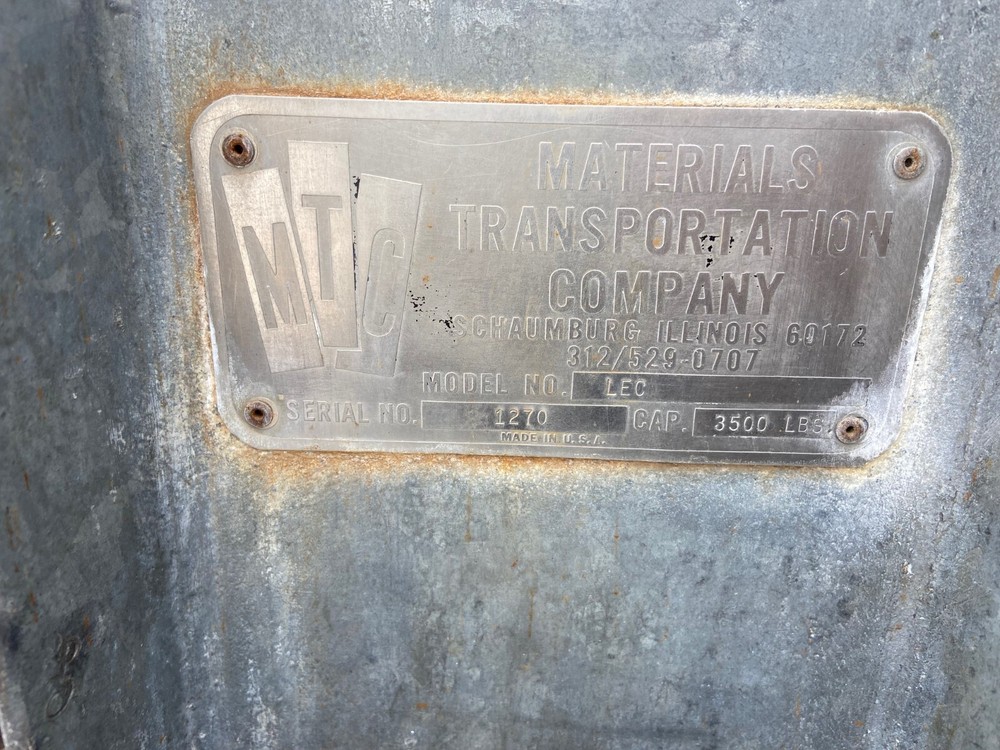 MTC
MATERIALS
TRANSPORTATION
COMPANY
SCHAUMBURG ILLINOIS 60172
312/529-0707
MODEL NO. LEC
SERIAL NO. 1270 CAP. 3500 LBS.
MADE IN U.S.A.